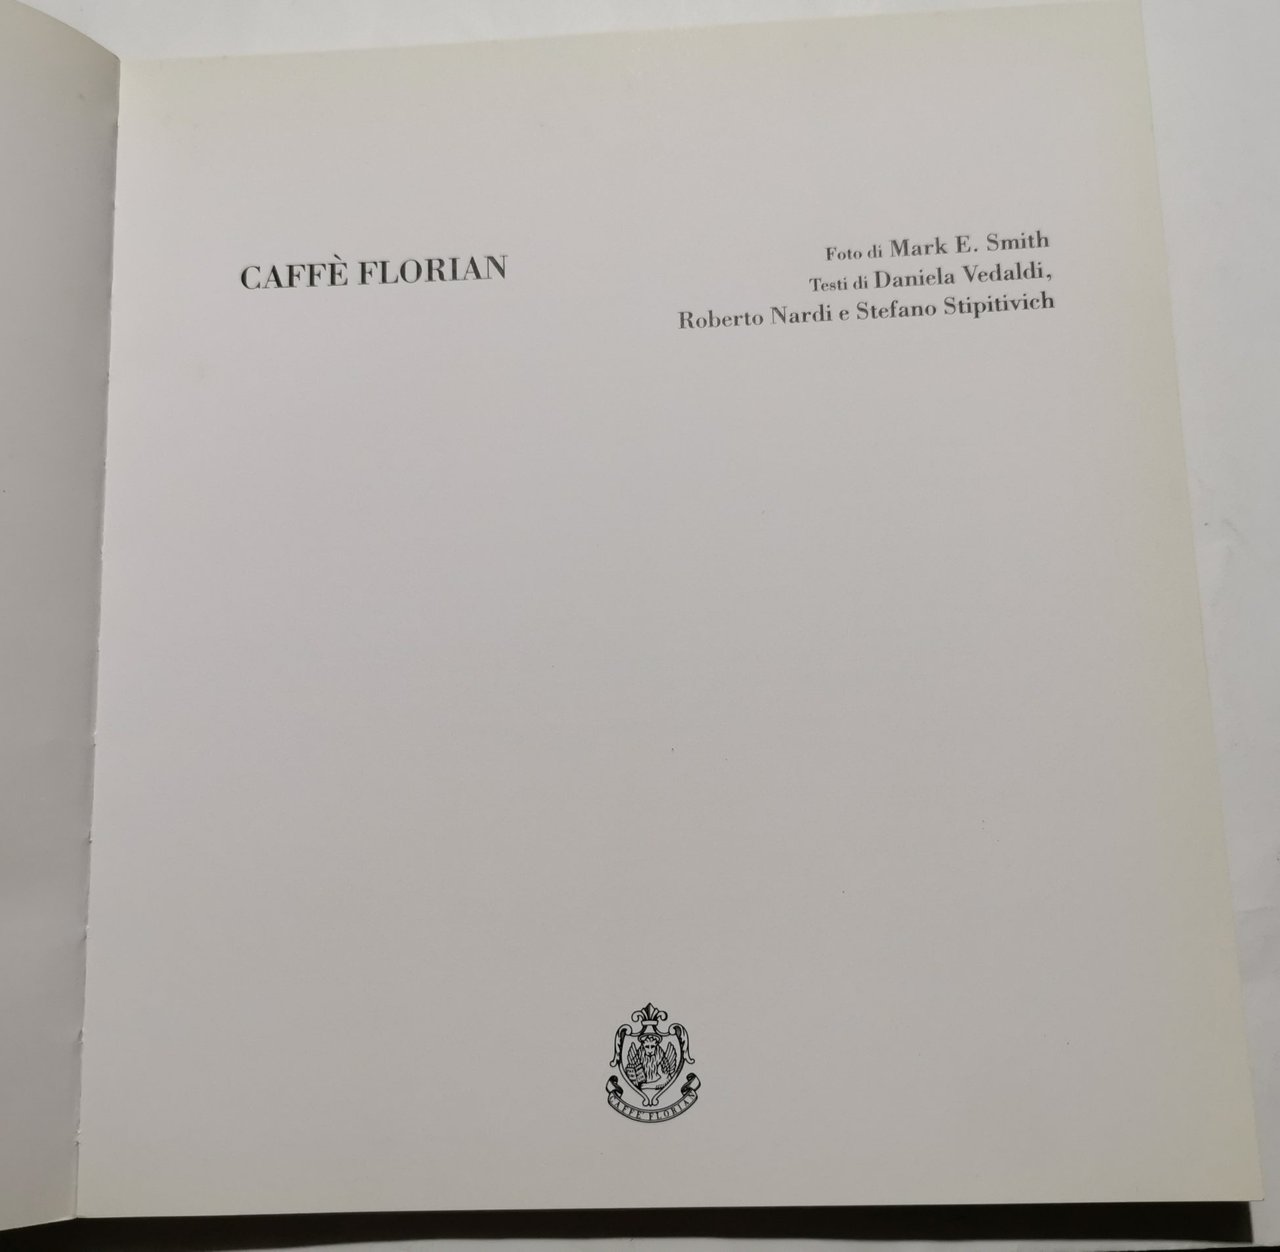 CAFFÈ FLORIAN
Foto di Mark E. Smith
Testi di Daniela Vedaldi,
Roberto Nardi e Stefano Stipitivich
CAFFÈ FLORIAN